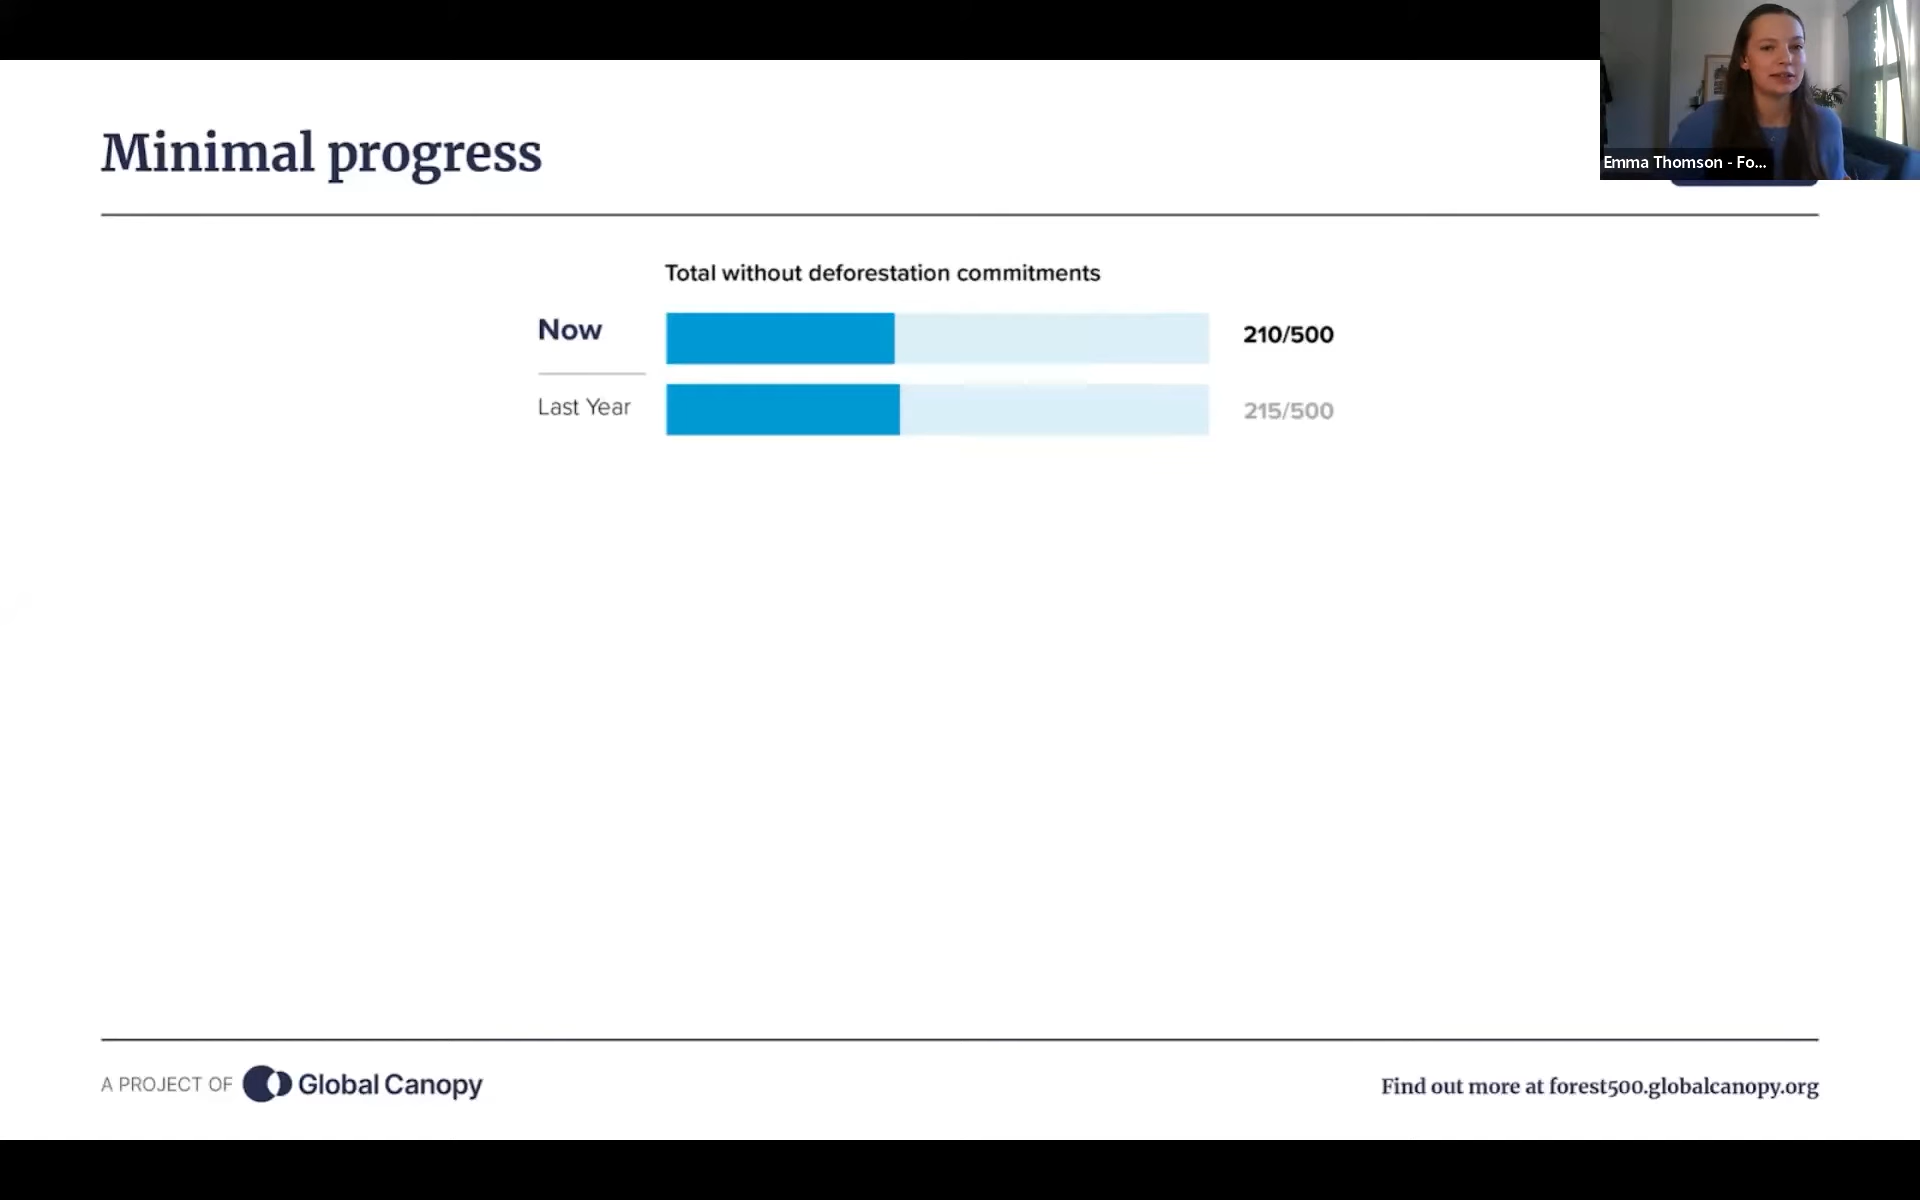 Minimal progress
Emma Thomson - Fo...
Total without deforestation commitments
Now
210/500
Last Year
215/500
A PROJECT OF Global Canopy
Find out more at forest500.globalcanopy.org